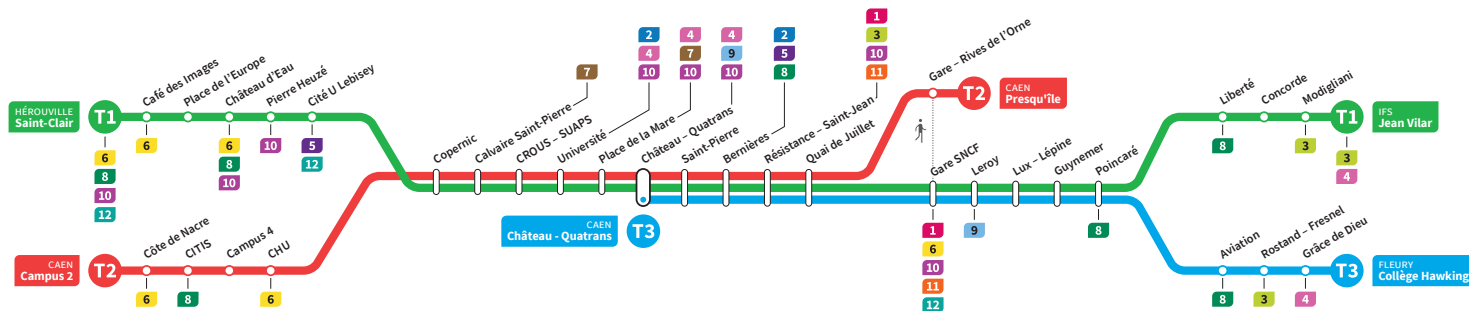 HÉROUVILLE
Saint-Clair
T1
6
8
10
12
Café des Images
6
Place de l'Europe
Château d'Eau
6
8
10
Pierre Heuzé
10
Cité U Lebisey
5
12
CAEN
Campus 2
T2
Côte de Nacre
6
CITIS
8
Campus 4
CHU
6
Copernic
Calvaire Saint-Pierre
7
CROUS – SUAPS
Université
2
4
10
Place de la Mare
4
7
10
Château – Quatrans
4
9
10
CAEN
Château - Quatrans
T3
Saint-Pierre
Bernières
2
5
8
Résistance – Saint-Jean
1
3
10
11
Quai de Juillet
Gare – Rives de l'Orne
T2
CAEN
Presqu'île
Gare SNCF
1
6
10
11
12
Leroy
9
Lux – Lépine
Guynemer
Poincaré
8
Liberté
8
Concorde
Modigliani
3
T1
IFS
Jean Vilar
3
4
Aviation
8
Rostand – Fresnel
3
Grâce de Dieu
4
T3
FLEURY
Collège Hawking